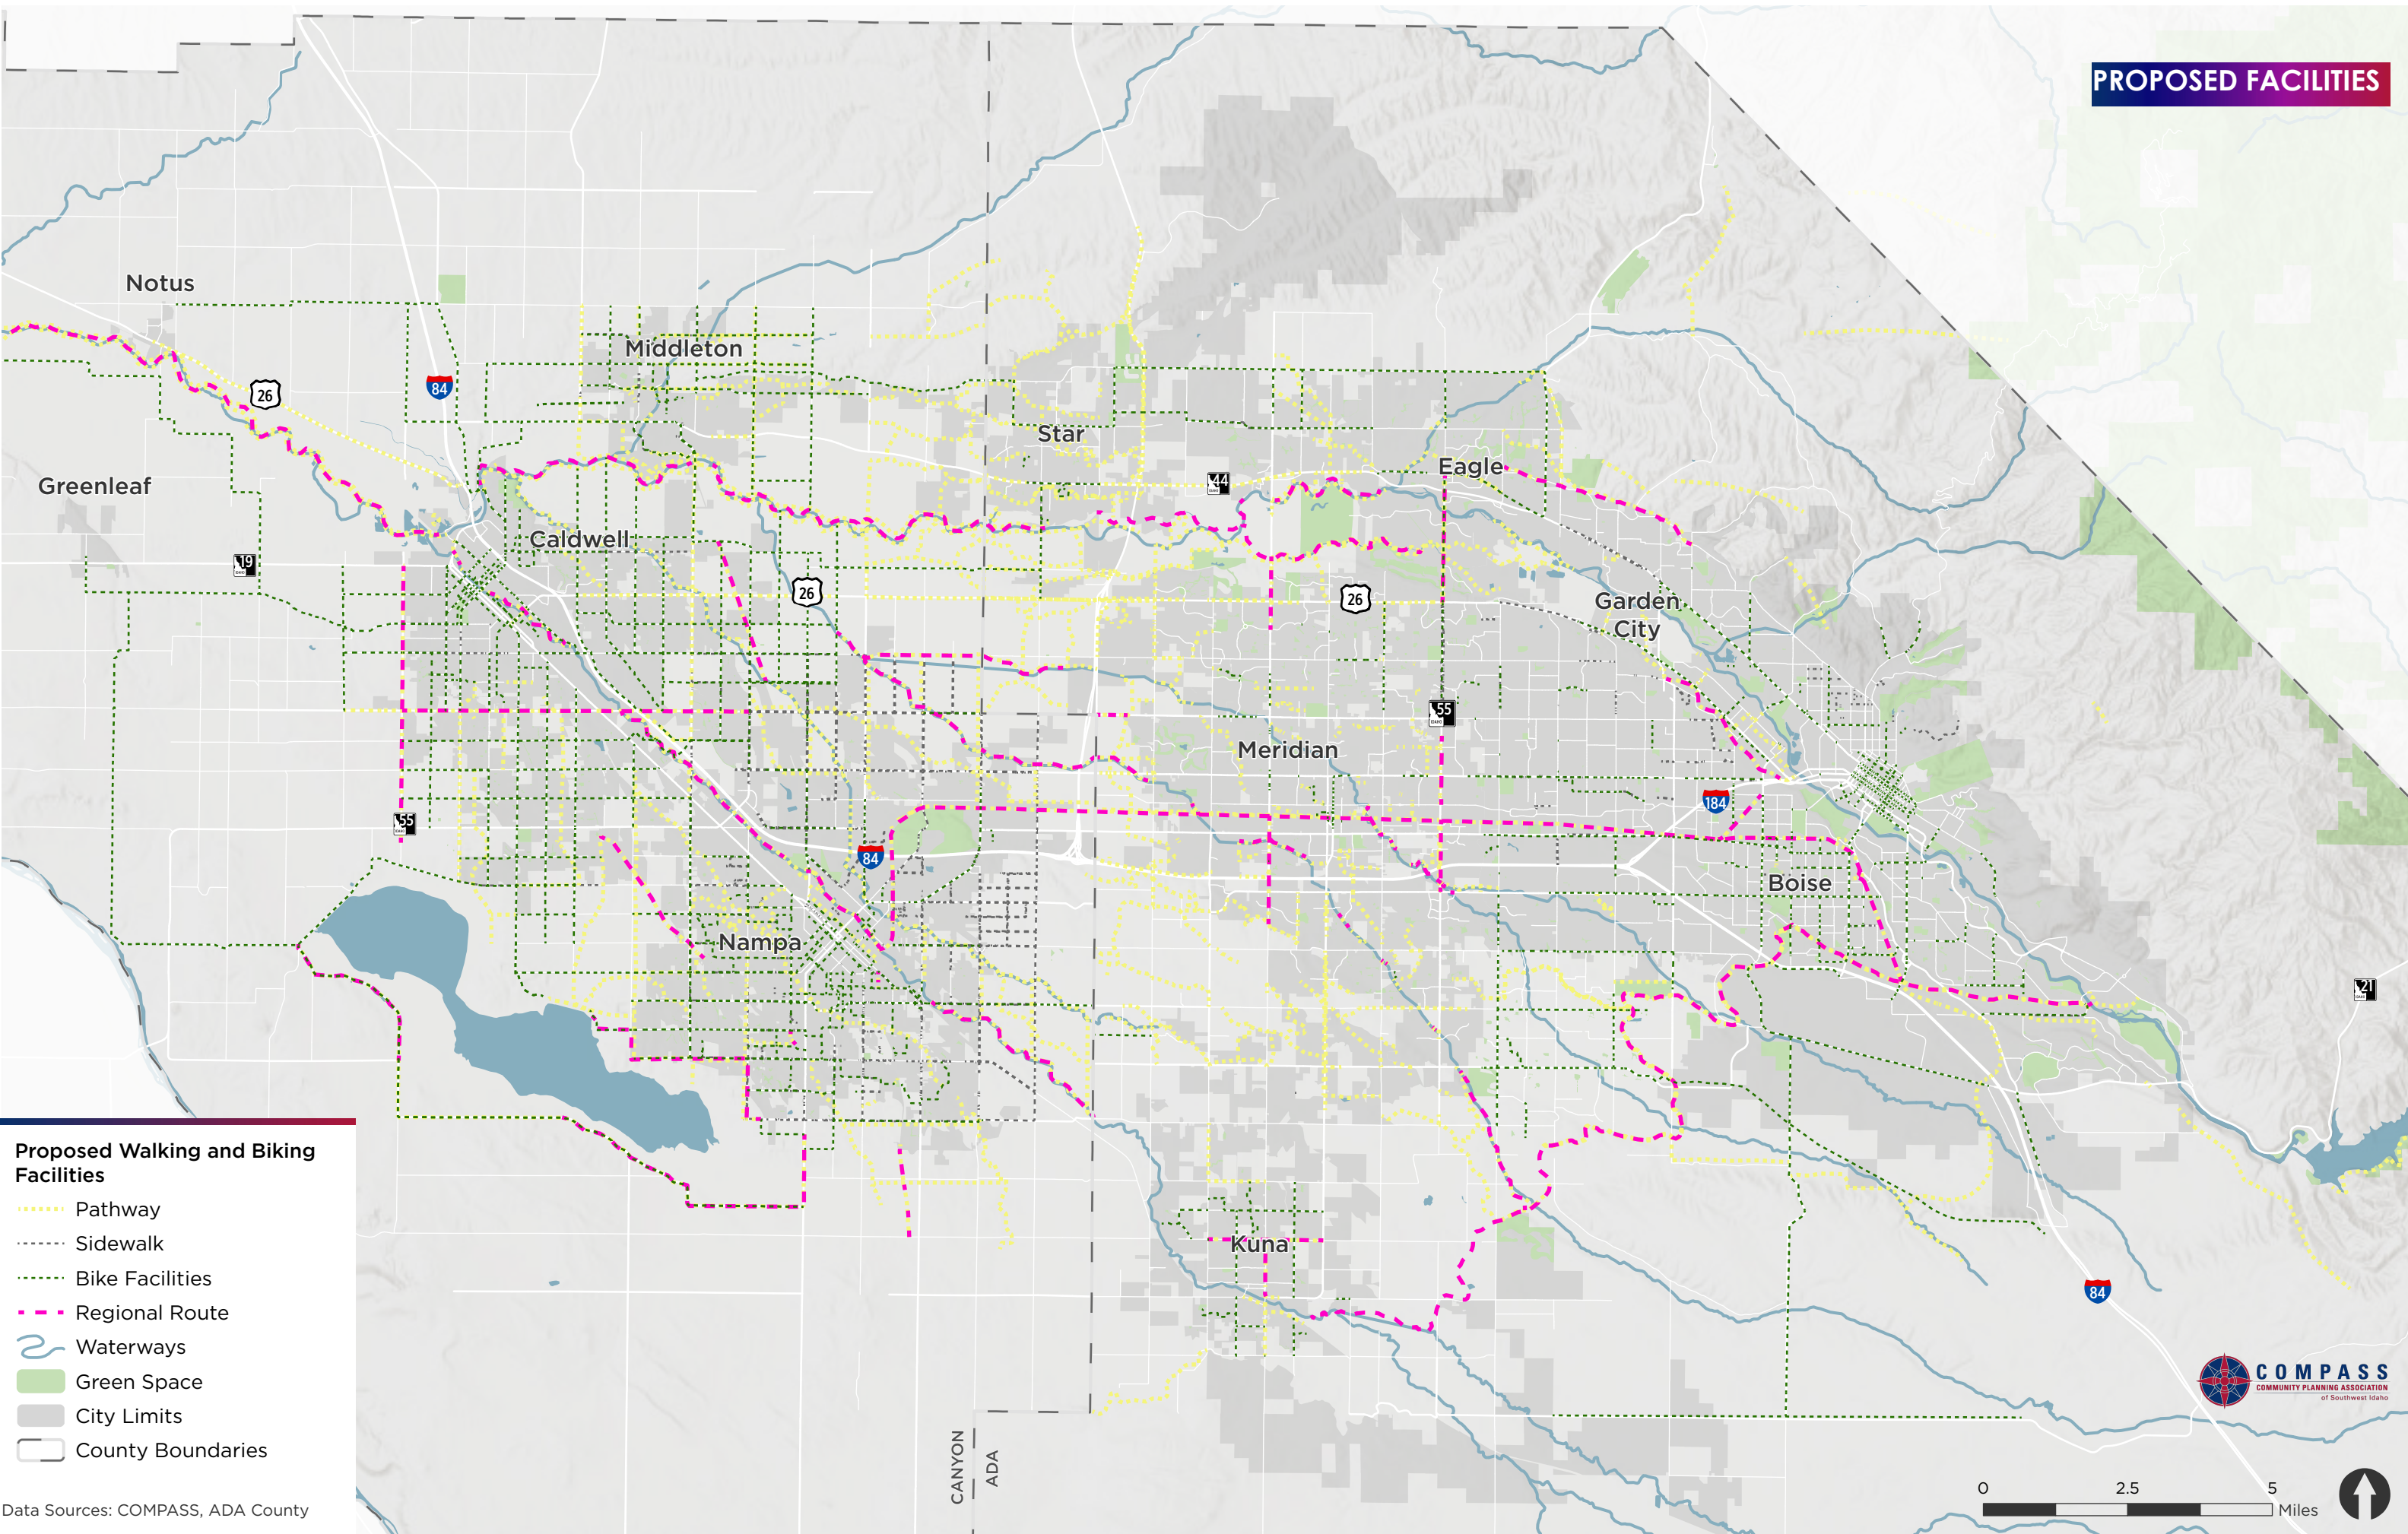 PROPOSED FACILITIES
Notus
Middleton
84
26
Star
Eagle
44
Greenleaf
Caldwell
19
26
26
Garden
City
55
Meridian
184
55
84
Boise
Nampa
21
Kuna
84
Proposed Walking and Biking
Facilities
Pathway
Sidewalk
Bike Facilities
Regional Route
Waterways
Green Space
City Limits
County Boundaries
Data Sources: COMPASS, ADA County
CANYON
ADA
COMPASS
COMMUNITY PLANNING ASSOCIATION
of Southwest Idaho
0 2.5 5
Miles